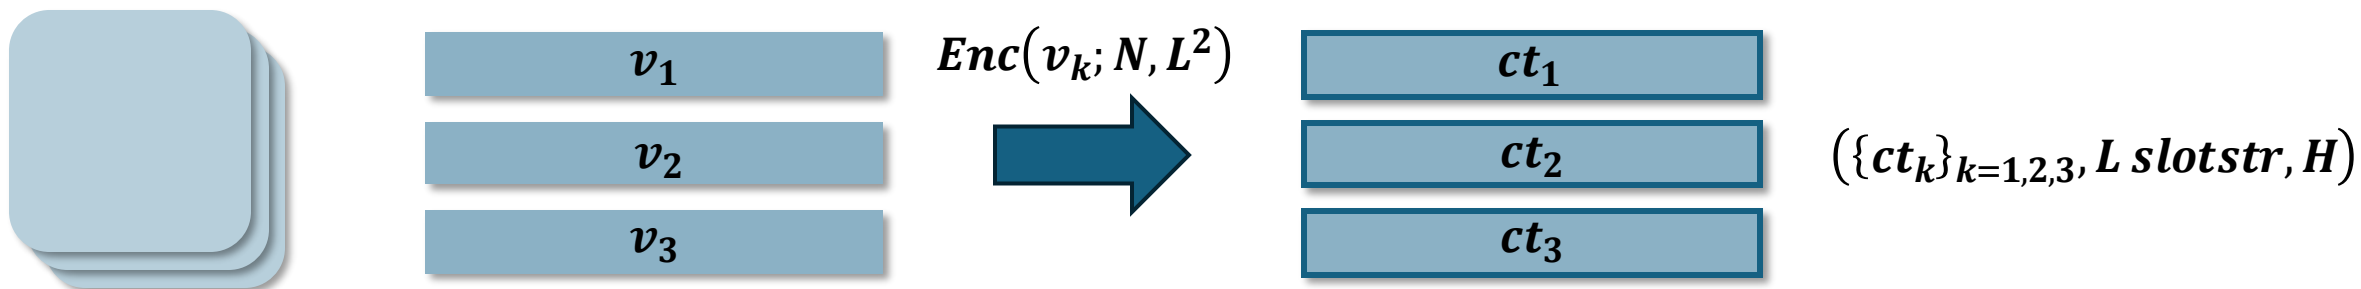 v₁
v₂
v₃
Enc(vₖ; N, L²)
ct₁
ct₂
ct₃
({ctₖ}ₖ₌₁,₂,₃, L slotstr, H)